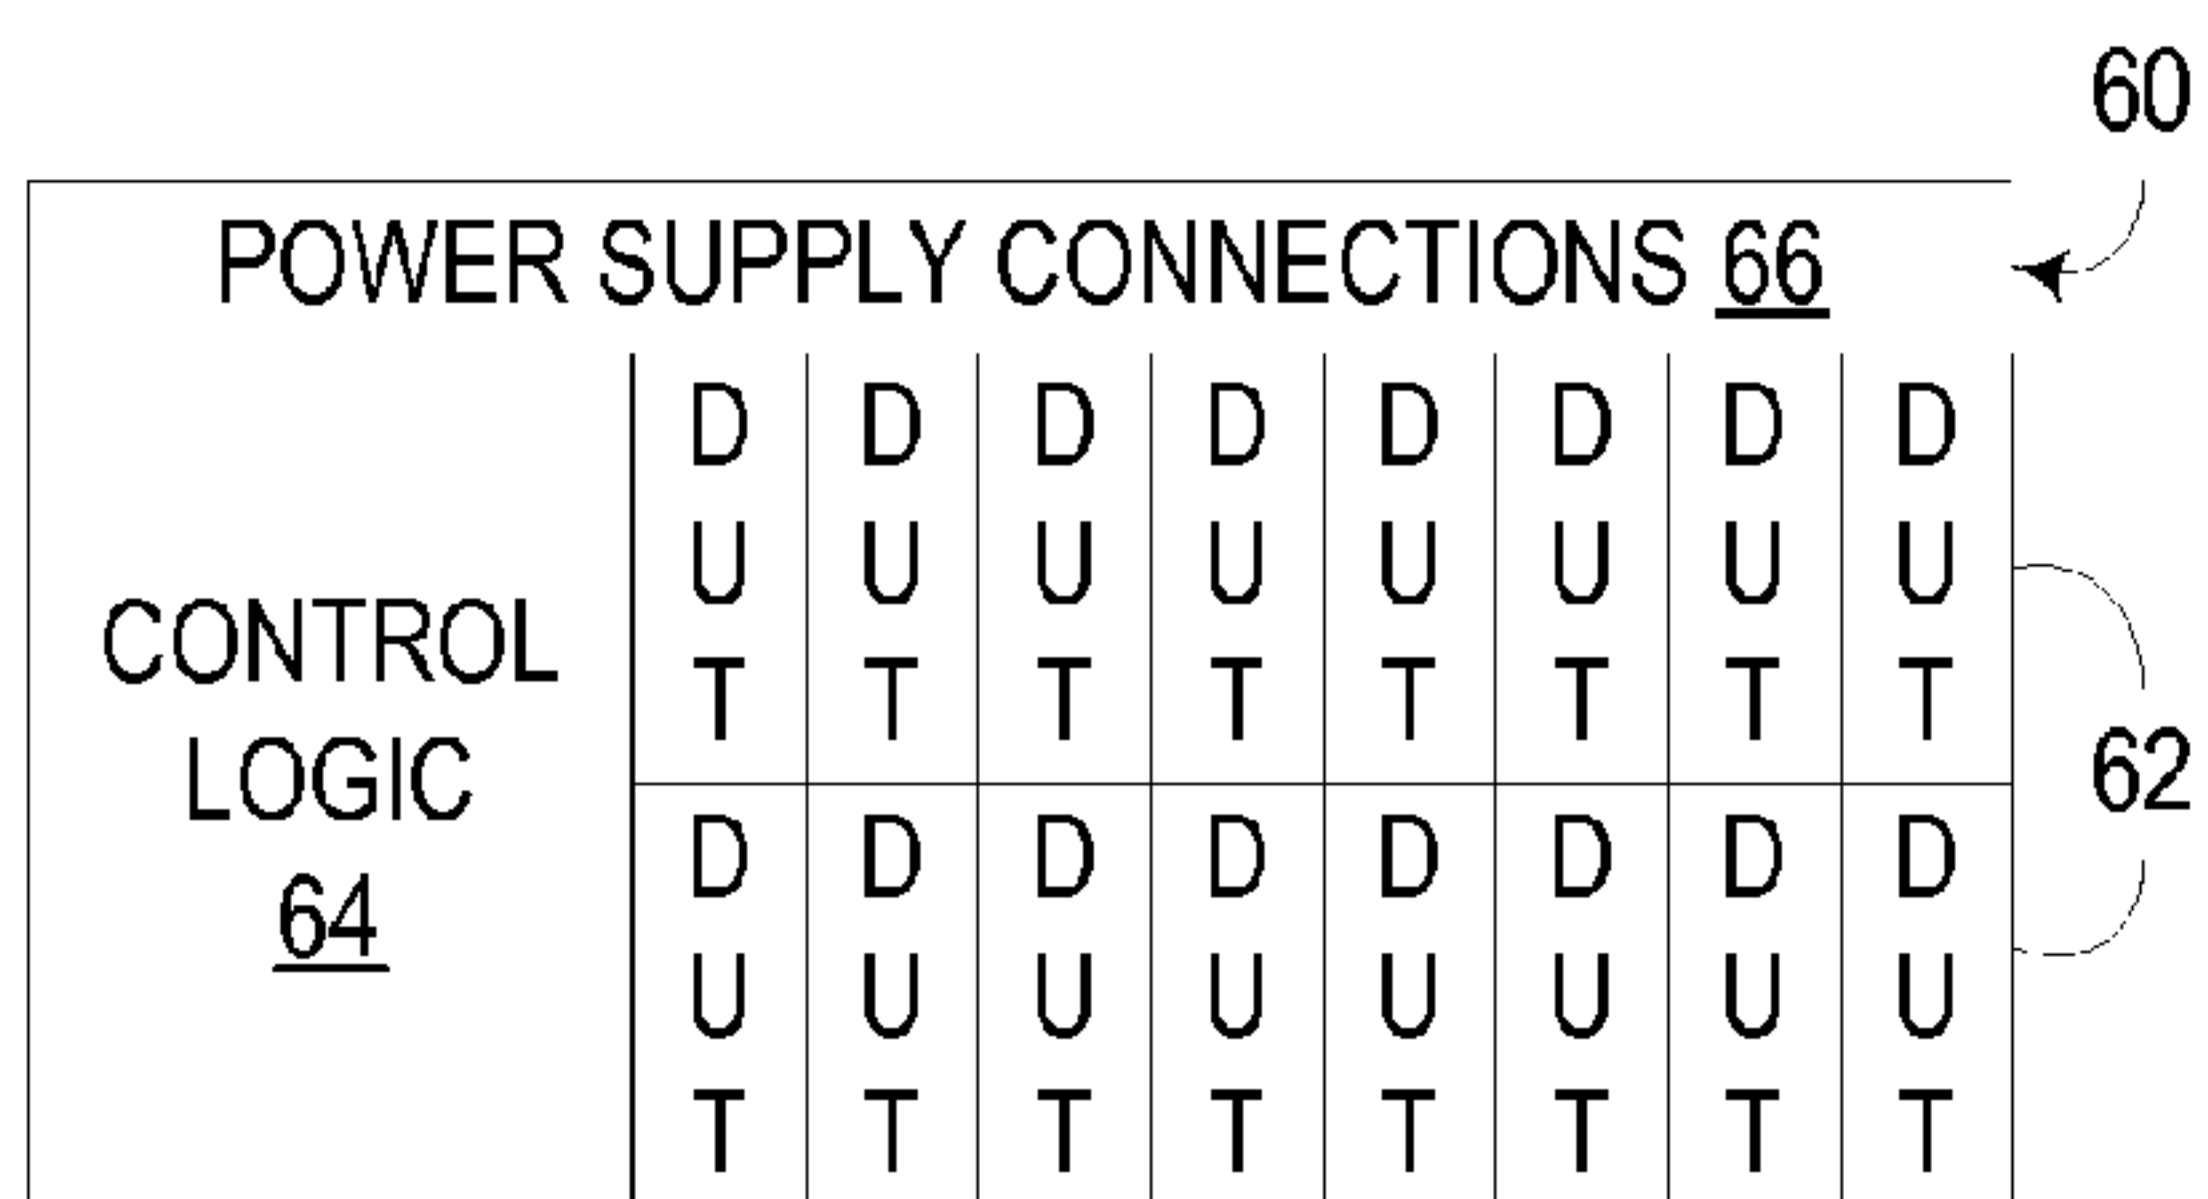 60
POWER SUPPLY CONNECTIONS 66
D D D D D D D D
U U U U U U U U
T T T T T T T T
CONTROL
LOGIC
64
62
D D D D D D D D
U U U U U U U U
T T T T T T T T